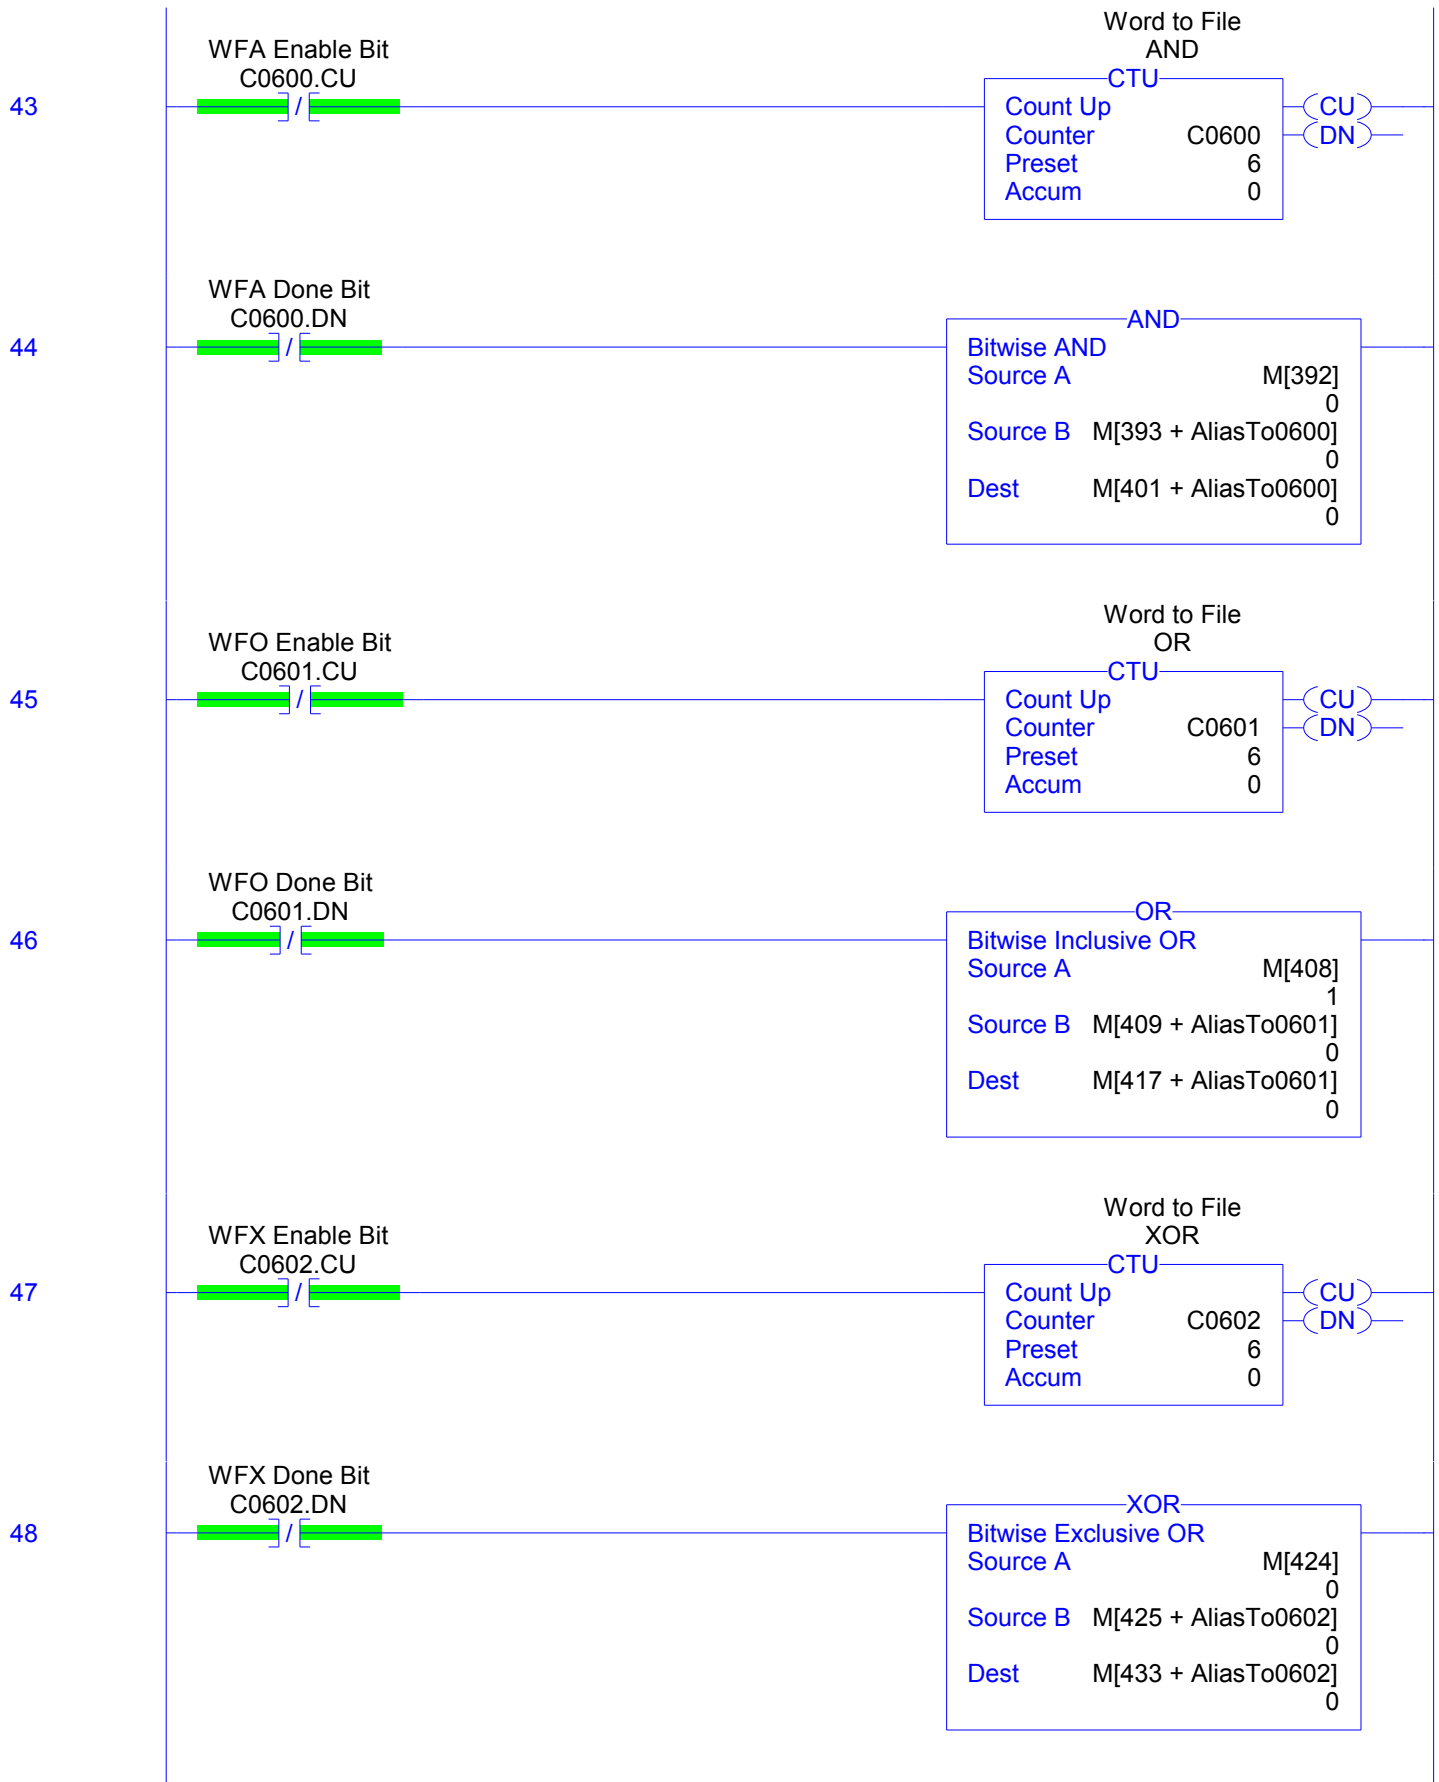 Word to File
AND
WFA Enable Bit
C0600.CU
CTU
43
/
Count Up
CU
Counter C0600
DN
Preset 6
Accum 0
WFA Done Bit
C0600.DN
AND
44
/
Bitwise AND
Source A M[392]
0
Source B M[393 + AliasTo0600]
0
Dest M[401 + AliasTo0600]
0
Word to File
OR
WFO Enable Bit
C0601.CU
CTU
45
/
Count Up
CU
Counter C0601
DN
Preset 6
Accum 0
WFO Done Bit
C0601.DN
OR
46
/
Bitwise Inclusive OR
Source A M[408]
1
Source B M[409 + AliasTo0601]
0
Dest M[417 + AliasTo0601]
0
Word to File
XOR
WFX Enable Bit
C0602.CU
CTU
47
/
Count Up
CU
Counter C0602
DN
Preset 6
Accum 0
WFX Done Bit
C0602.DN
XOR
48
/
Bitwise Exclusive OR
Source A M[424]
0
Source B M[425 + AliasTo0602]
0
Dest M[433 + AliasTo0602]
0